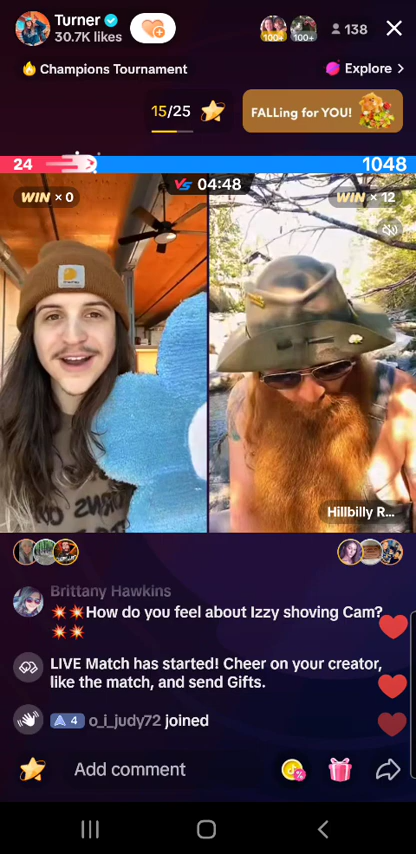 Turner
30.7K likes
100+
100+
138
Champions Tournament
Explore >
15/25
FALLing for YOU!
24
1048
WIN × 0
VS 04:48
WIN × 12
Hillbilly R...
Brittany Hawkins
💥💥How do you feel about Izzy shoving Cam?
💥💥
LIVE Match has started! Cheer on your creator,
like the match, and send Gifts.
4 o_i_judy72 joined
Add comment